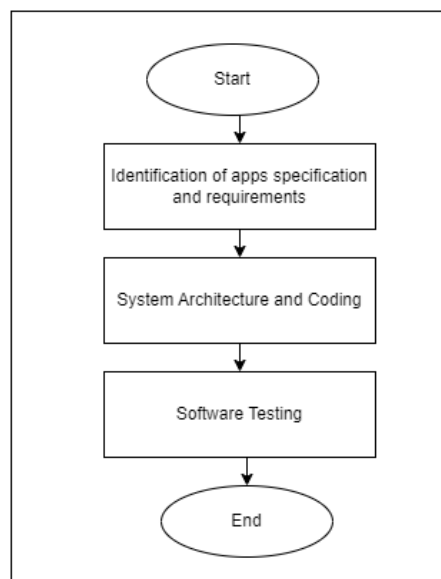 Start
Identification of apps specification
and requirements
System Architecture and Coding
Software Testing
End